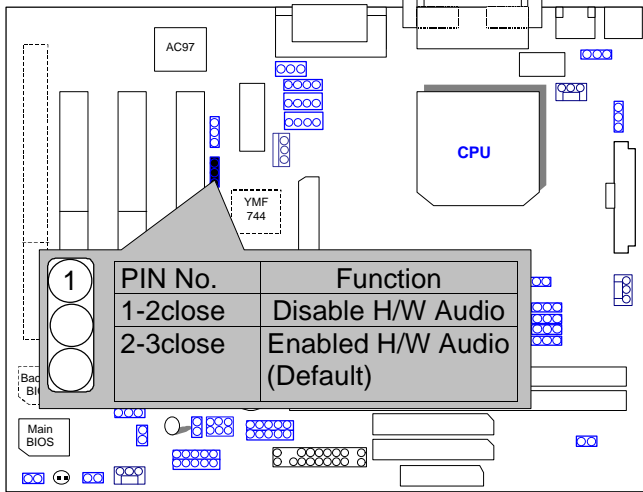 AC97
CPU
YMF
744
1
PIN No. Function
1-2close Disable H/W Audio
2-3close Enabled H/W Audio
(Default)
Main
BIOS